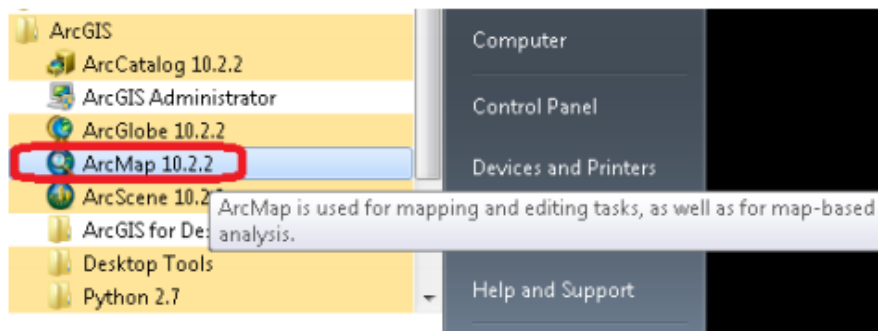 ArcGIS
ArcCatalog 10.2.2
ArcGIS Administrator
ArcGlobe 10.2.2
ArcMap 10.2.2
ArcScene 10.2
ArcGIS for De
Desktop Tools
Python 2.7
ArcMap is used for mapping and editing tasks, as well as for map-based
analysis.
Computer
Control Panel
Devices and Printers
Help and Support